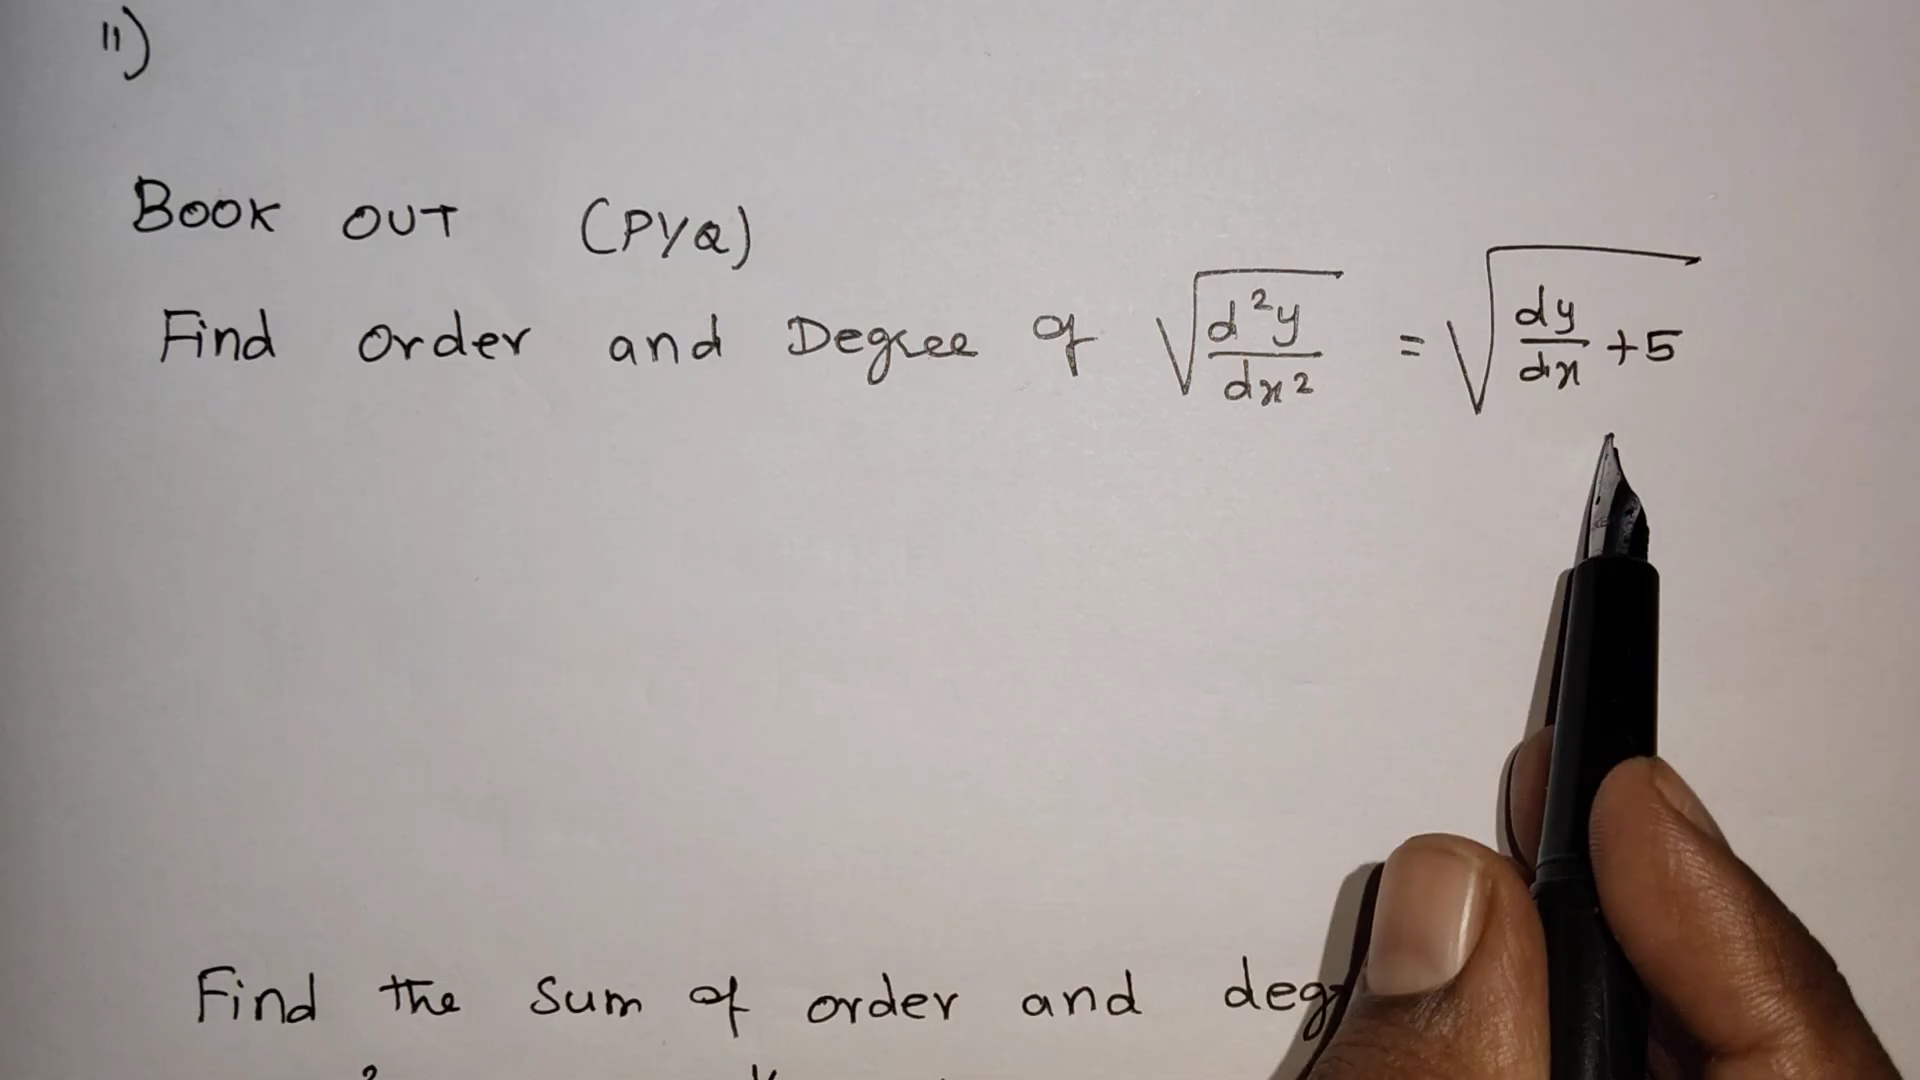 11)
Book out (PYQ)
Find order and Degree of √(d²y/dx²) = √(dy/dx + 5)
Find the sum of order and